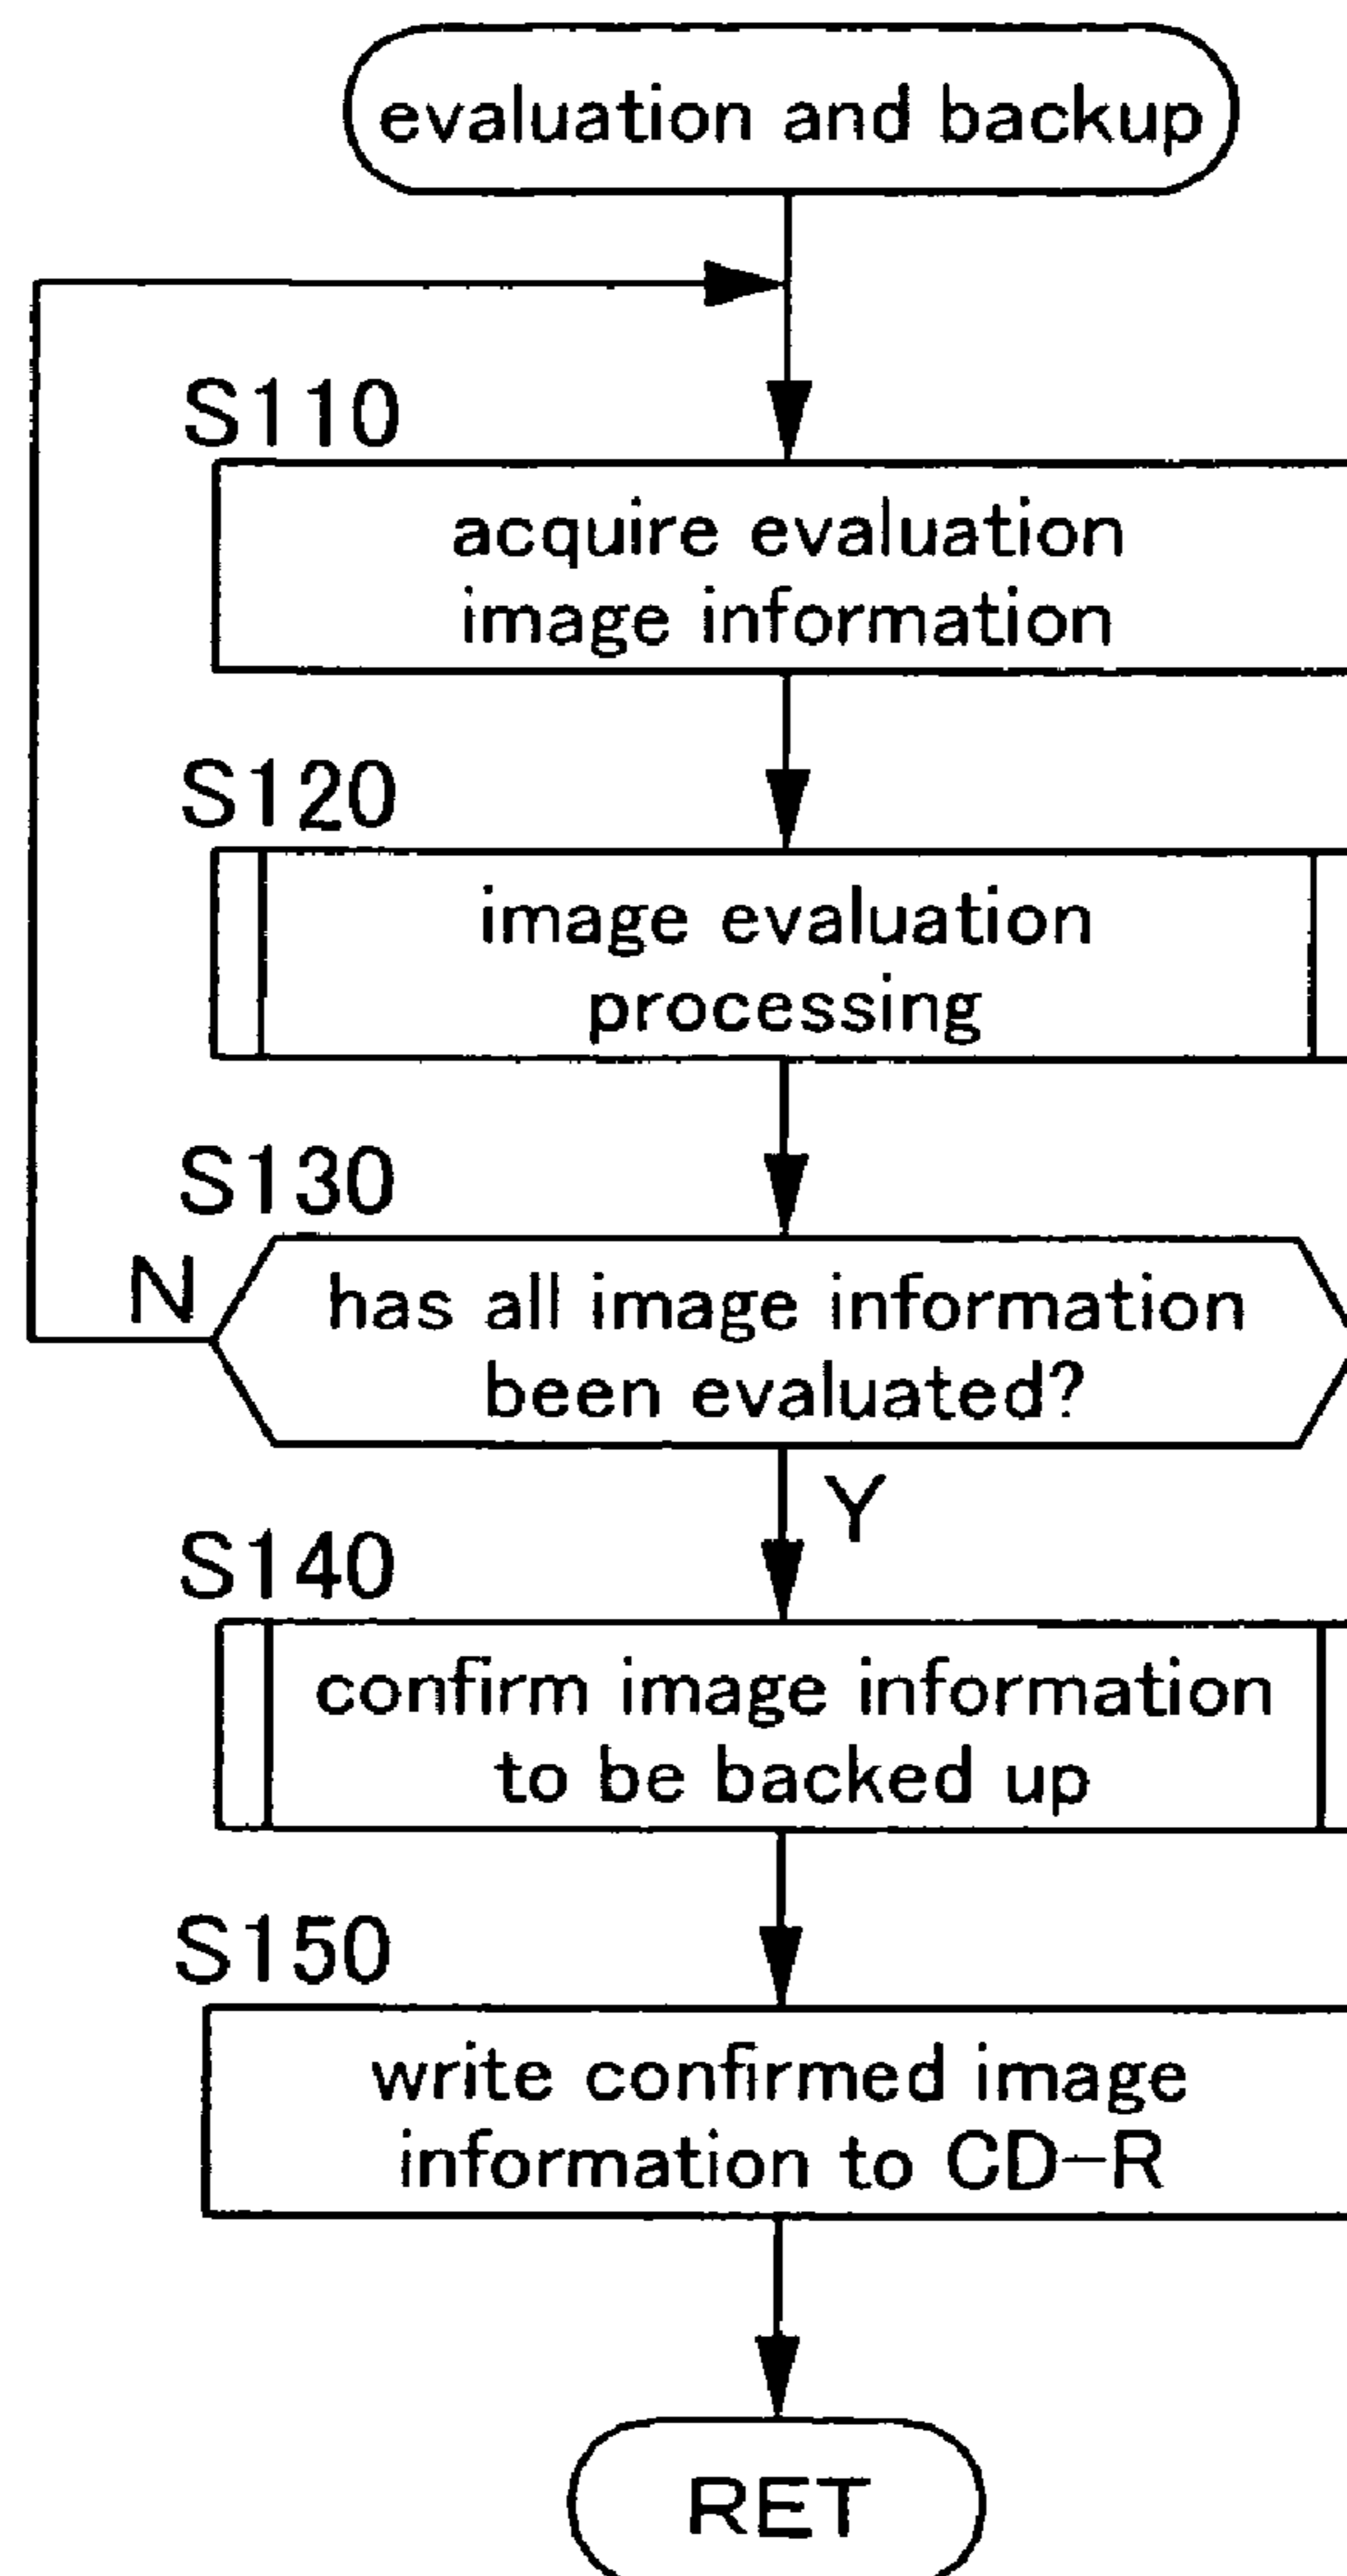 evaluation and backup
S110
acquire evaluation
image information
S120
image evaluation
processing
S130
N
has all image information
been evaluated?
Y
S140
confirm image information
to be backed up
S150
write confirmed image
information to CD-R
RET